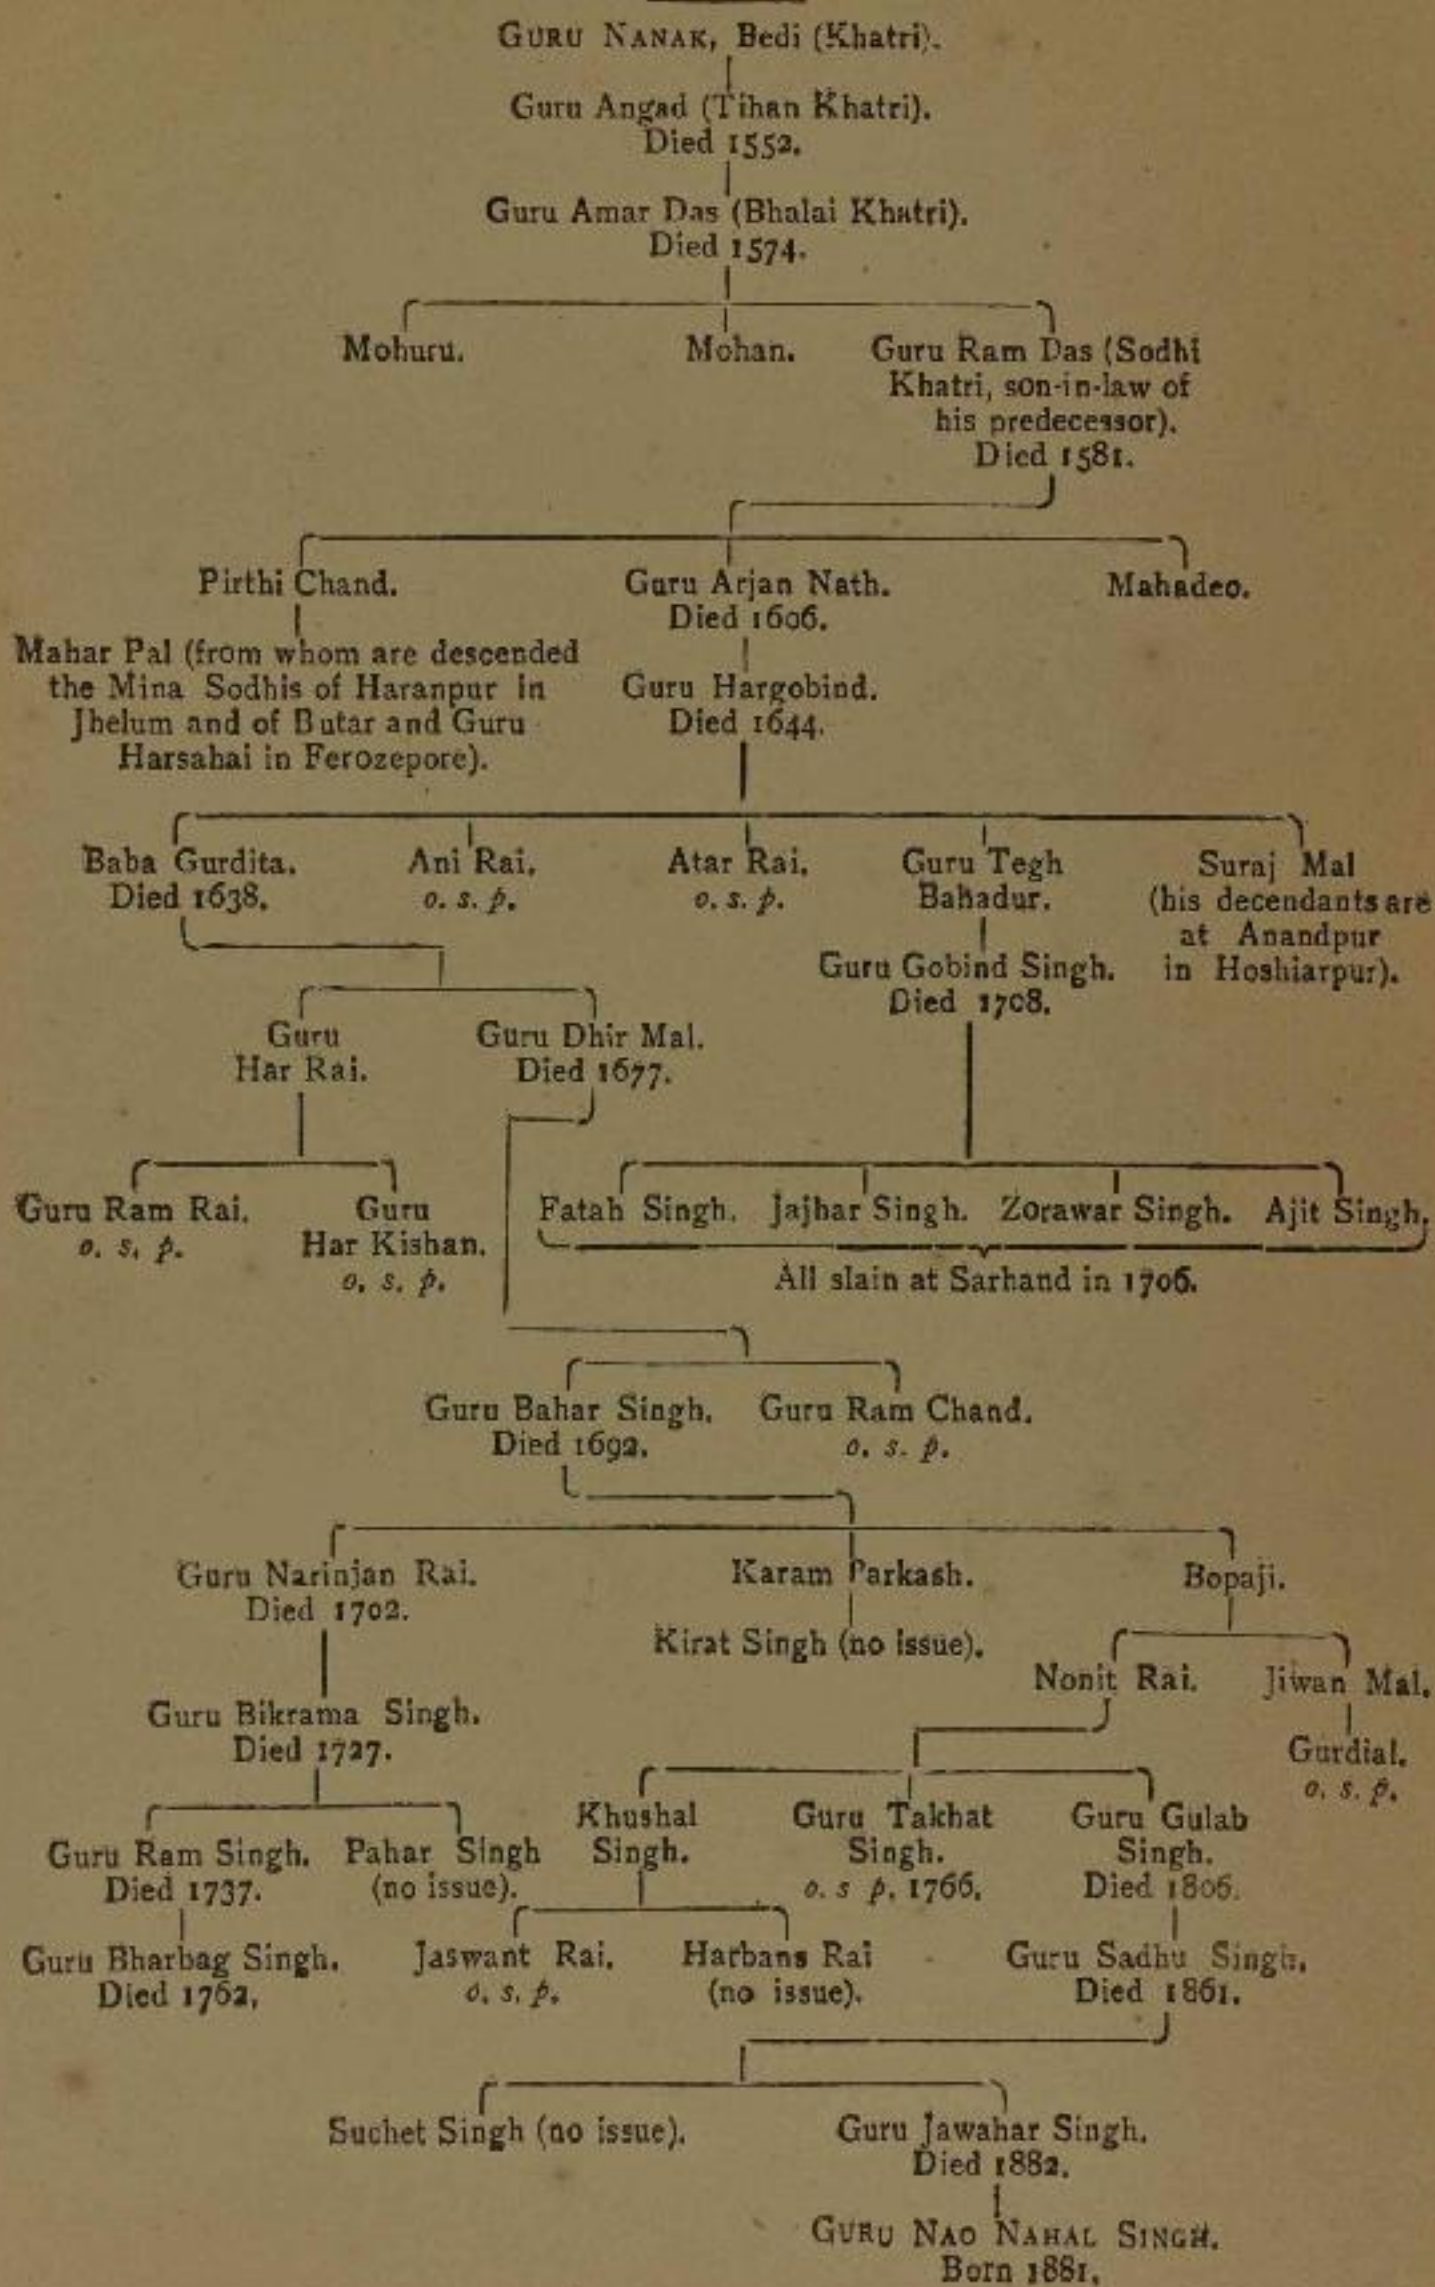 GURU NANAK, Bedi (Khatri).
Guru Angad (Tihan Khatri).
Died 1552.
Guru Amar Das (Bhalai Khatri).
Died 1574.
Mohuru.
Mohan.
Guru Ram Das (Sodhi
Khatri, son-in-law of
his predecessor).
Died 1581.
Pirthi Chand.
Guru Arjan Nath.
Died 1606.
Mahadeo.
Mahar Pal (from whom are descended
the Mina Sodhis of Haranpur in
Jhelum and of Butar and Guru
Harsahai in Ferozepore).
Guru Hargobind.
Died 1644.
Baba Gurdita.
Died 1638.
Ani Rai.
o. s. p.
Atar Rai.
o. s. p.
Guru Tegh
Bahadur.
Suraj Mal
(his decendants are
at Anandpur
in Hoshiarpur).
Guru Gobind Singh.
Died 1708.
Guru
Har Rai.
Guru Dhir Mal.
Died 1677.
Guru Ram Rai.
o. s. p.
Guru
Har Kishan.
o. s. p.
Fatah Singh. Jajhar Singh. Zorawar Singh. Ajit Singh.
All slain at Sarhand in 1706.
Guru Bahar Singh.
Died 1692.
Guru Ram Chand.
o. s. p.
Guru Narinjan Rai.
Died 1702.
Karam Parkash.
Bopaji.
Kirat Singh (no issue).
Nonit Rai.
Jiwan Mal.
Guru Bikrama Singh.
Died 1727.
Gurdial.
o. s. p.
Guru Ram Singh.
Died 1737.
Pahar Singh
(no issue).
Khushal
Singh.
Guru Takhat
Singh.
o. s p. 1766.
Guru Gulab
Singh.
Died 1806.
Guru Bharbag Singh.
Died 1762.
Jaswant Rai.
o. s. p.
Harbans Rai
(no issue).
Guru Sadhu Singh.
Died 1861.
Suchet Singh (no issue).
Guru Jawahar Singh.
Died 1882.
GURU NAO NAHAL SINGH.
Born 1881.